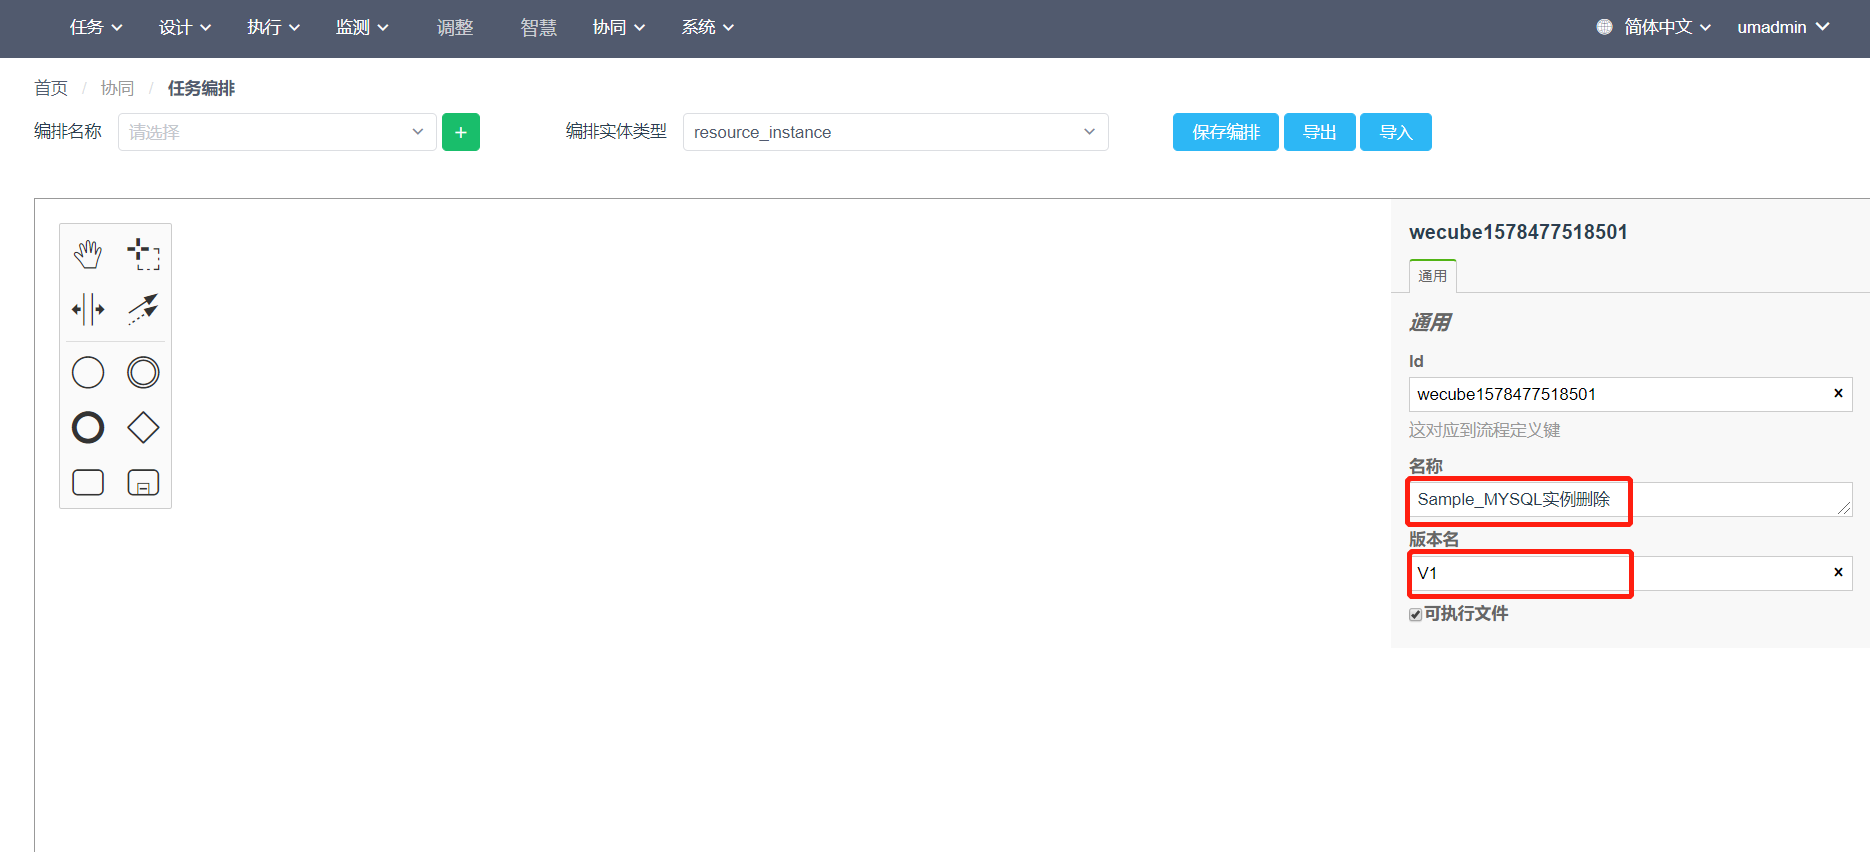 任务 设计 执行 监测 调整 智慧 协同 系统 简体中文 umadmin
首页 / 协同 / 任务编排
编排名称 请选择 + 编排实体类型 resource_instance 保存编排 导出 导入
wecube1578477518501
通用
通用
Id
wecube1578477518501 ×
这对应到流程定义键
名称
Sample_MYSQL实例删除
版本名
V1 ×
可执行文件